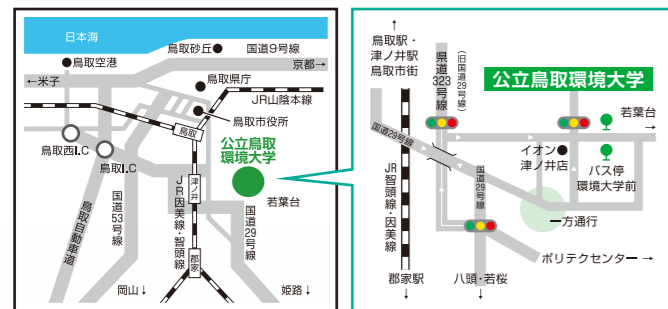 日本海
鳥取砂丘
国道9号線
鳥取空港
京都→
←米子
鳥取県庁
JR山陰本線
鳥取市役所
鳥取
鳥取西I.C
鳥取I.C
公立鳥取
環境大学
津ノ井
若葉台
国道53号線
JR因美線・智頭線
国道29号線
鳥取自動車道
郡家
岡山↓
姫路↓
鳥取駅・
津ノ井駅
鳥取市街
県道323号線
(旧国道29号線)
公立鳥取環境大学
若葉台
国道29号線
イオン
津ノ井店
バス停
環境大学前
JR智頭線・因美線
国道29号線
一方通行
ポリテクセンター→
郡家駅
八頭・若桜